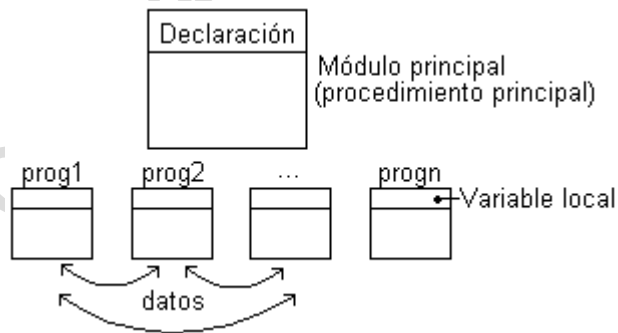 Declaración
Módulo principal
(procedimiento principal)
prog1 prog2 ... progn
Variable local
datos